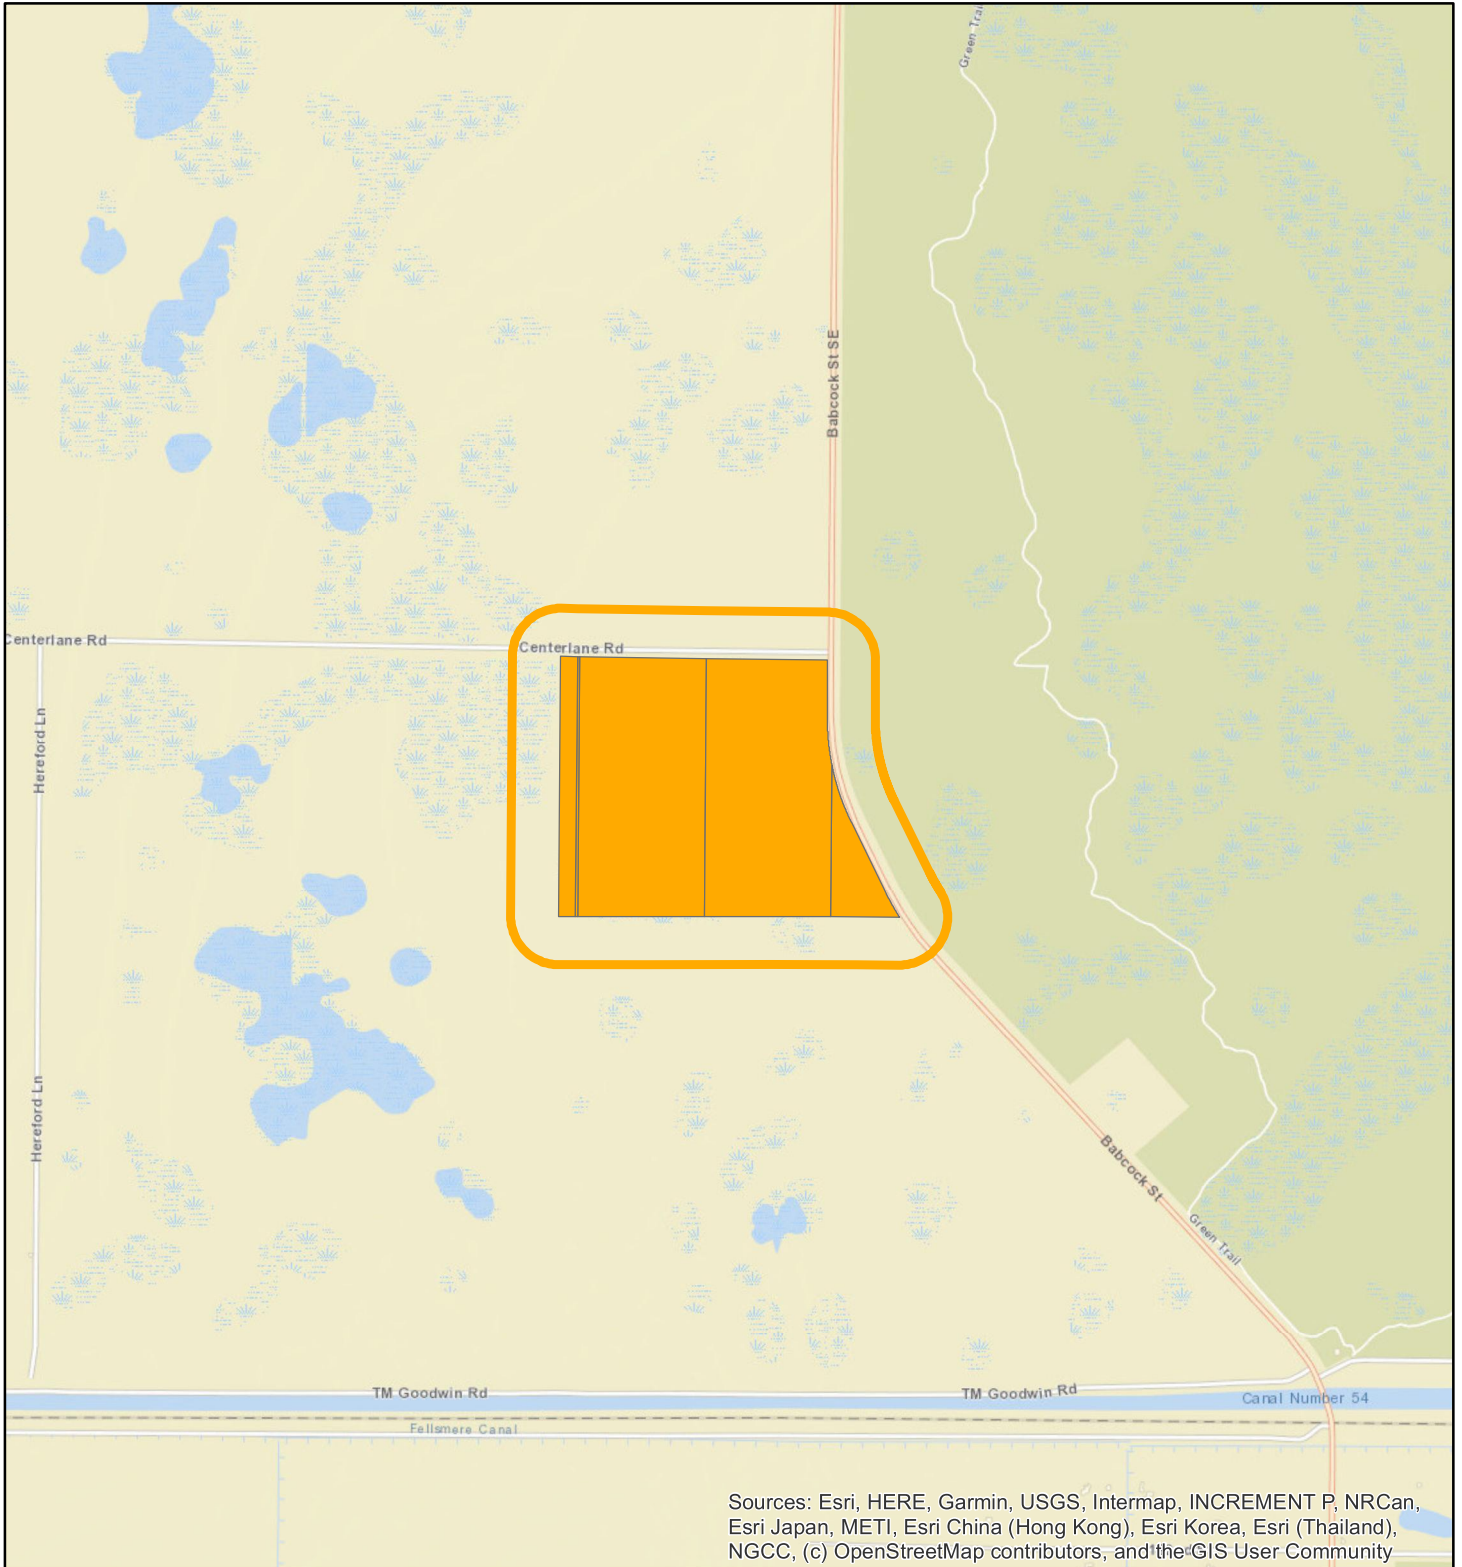 Green Trai
Babcock St SE
Centerlane Rd
Centerlane Rd
Hereford Ln
Hereford Ln
Babcock St
Green Trail
TM Goodwin Rd
TM Goodwin Rd
Canal Number 54
Fellsmere Canal
Sources: Esri, HERE, Garmin, USGS, Intermap, INCREMENT P, NRCan,
Esri Japan, METI, Esri China (Hong Kong), Esri Korea, Esri (Thailand),
NGCC, (c) OpenStreetMap contributors, and the GIS User Community